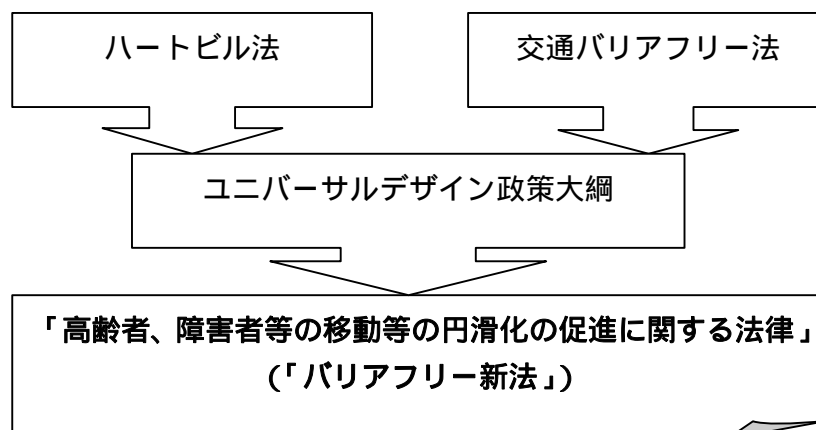 ハートビル法
交通バリアフリー法
ユニバーサルデザイン政策大綱
「高齢者、障害者等の移動等の円滑化の促進に関する法律」
(「バリアフリー新法」)